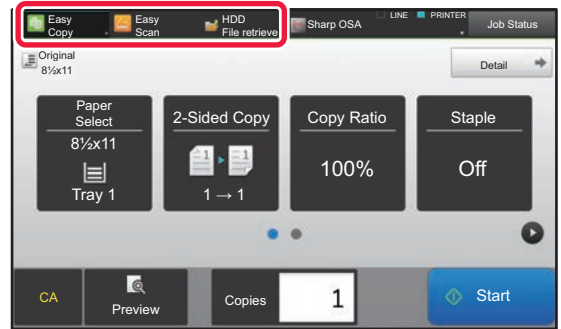 Easy
Copy
Easy
Scan
HDD
File retrieve
Sharp OSA
LINE
PRINTER
Job Status
Original
8½x11
Detail
Paper
Select
8½x11
Tray 1
2-Sided Copy
1
1
1 → 1
Copy Ratio
100%
Staple
Off
CA
Preview
Copies
1
Start